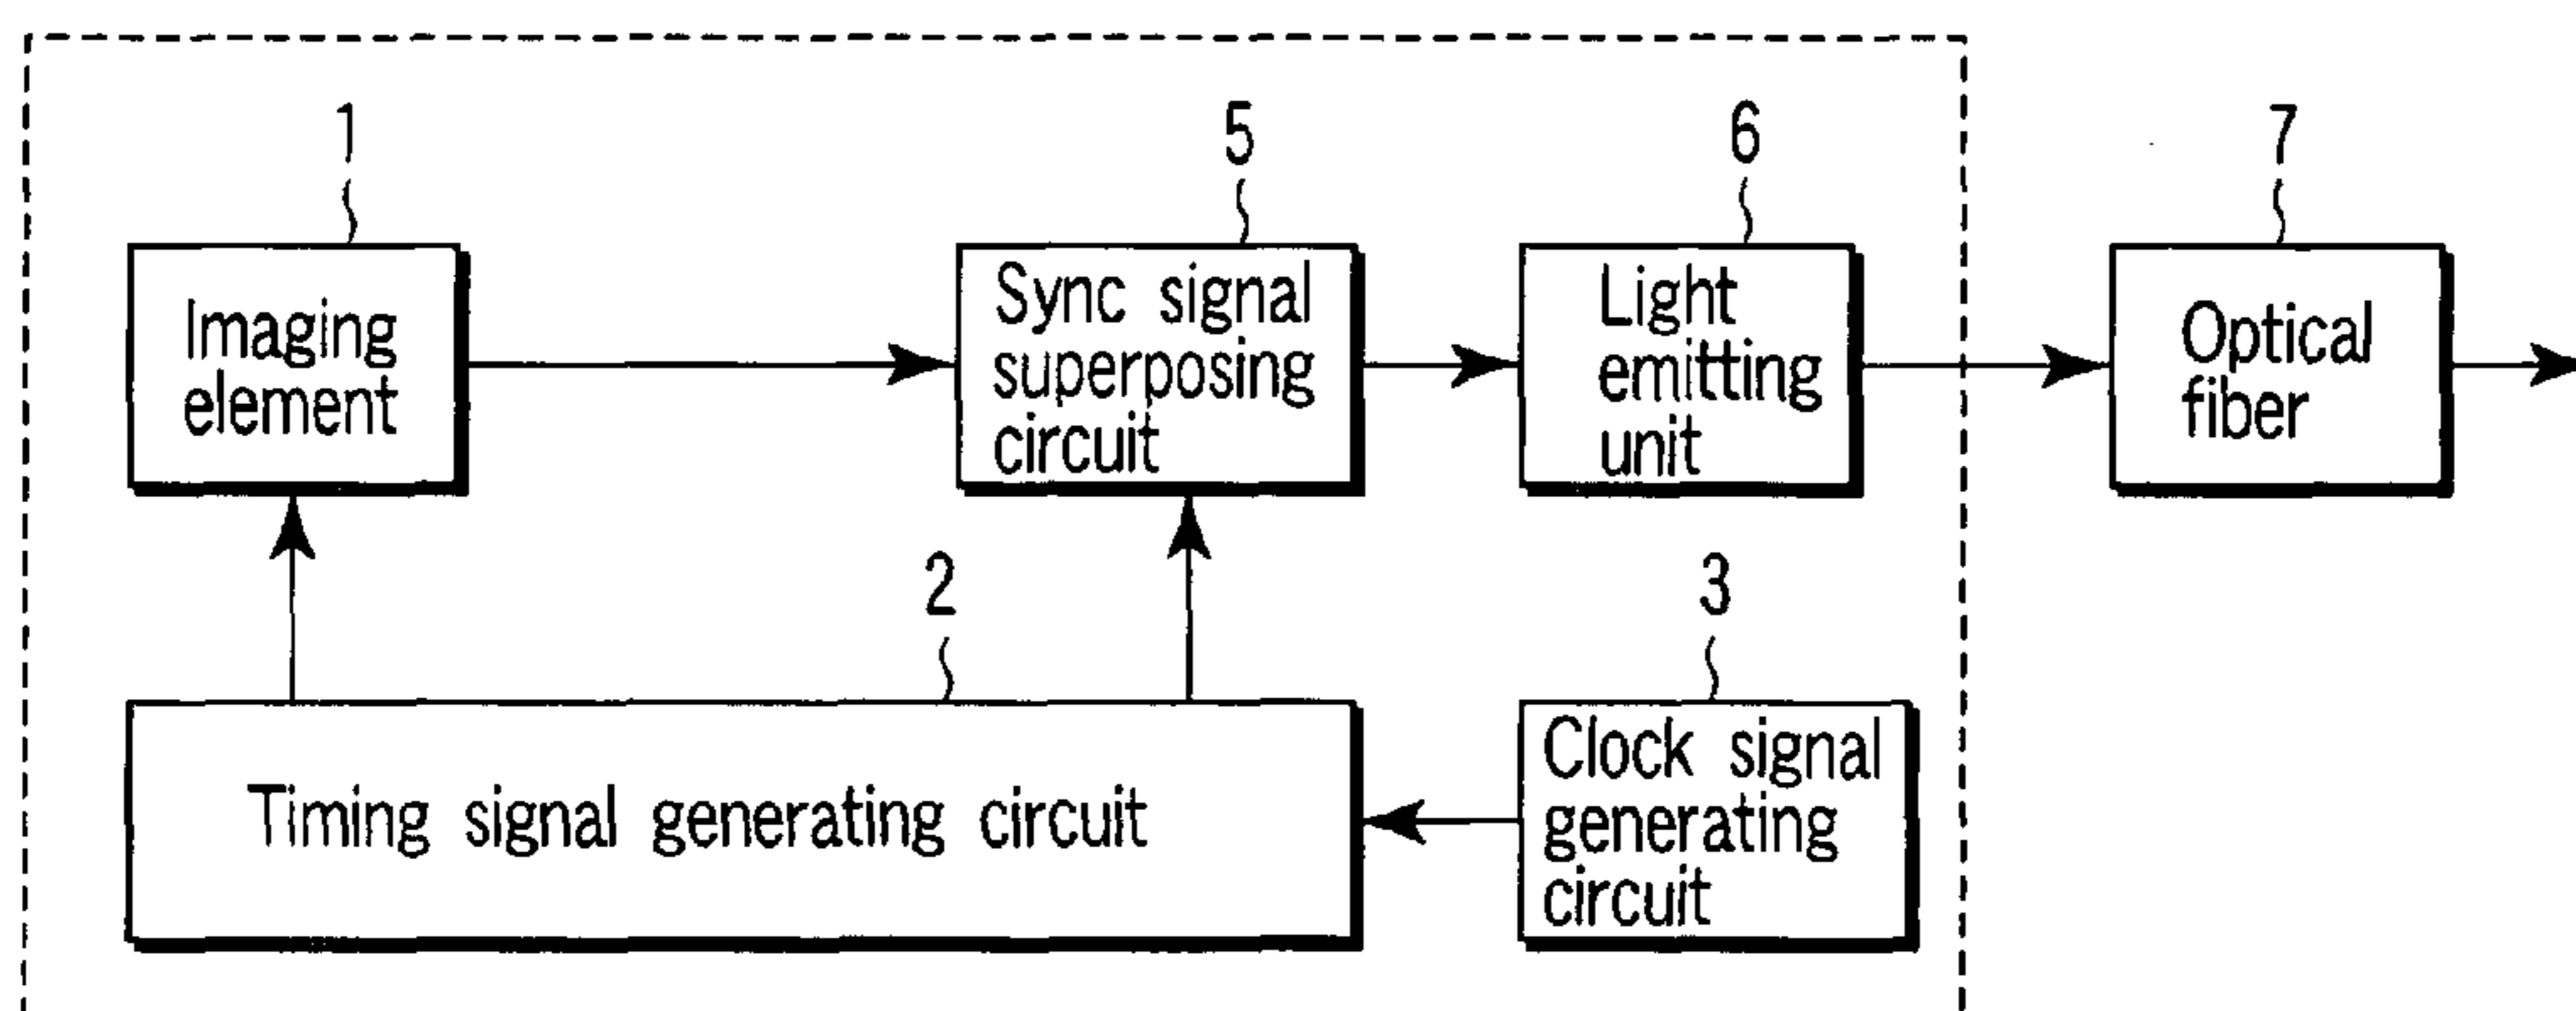 1
5
6
7
Imaging
element
Sync signal
superposing
circuit
Light
emitting
unit
Optical
fiber
2
3
Timing signal generating circuit
Clock signal
generating
circuit